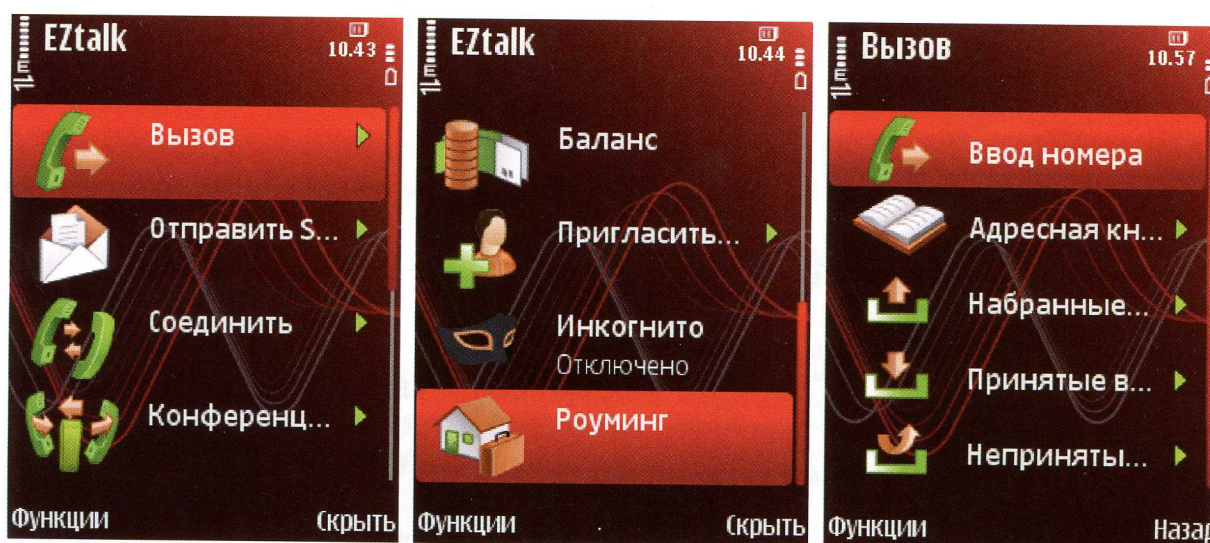 EZtalk
10.43
Вызов
Отправить S...
Соединить
Конференц...
Функции
Скрыть
EZtalk
10.44
Баланс
Пригласить...
Инкогнито
Отключено
Роуминг
Функции
Скрыть
Вызов
10.57
Ввод номера
Адресная кн...
Набранные...
Принятые в...
Непринятыі...
Функции
Назад